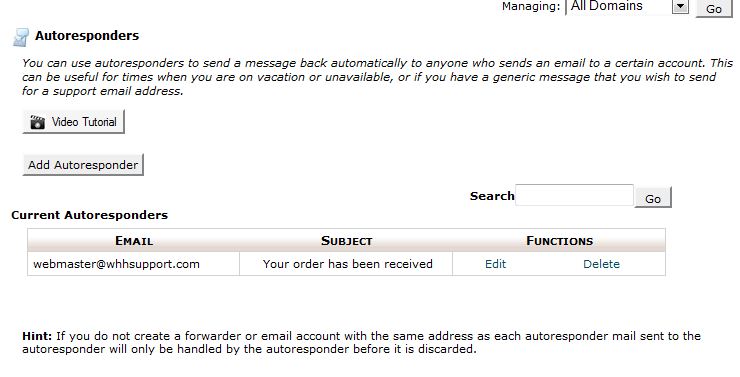 Managing: All Domains Go
Autoresponders
You can use autoresponders to send a message back automatically to anyone who sends an email to a certain account. This
can be useful for times when you are on vacation or unavailable, or if you have a generic message that you wish to send
for a support email address.
Video Tutorial
Add Autoresponder
Search Go
Current Autoresponders
EMAIL SUBJECT FUNCTIONS
webmaster@whhsupport.com Your order has been received Edit Delete
Hint: If you do not create a forwarder or email account with the same address as each autoresponder mail sent to the
autoresponder will only be handled by the autoresponder before it is discarded.